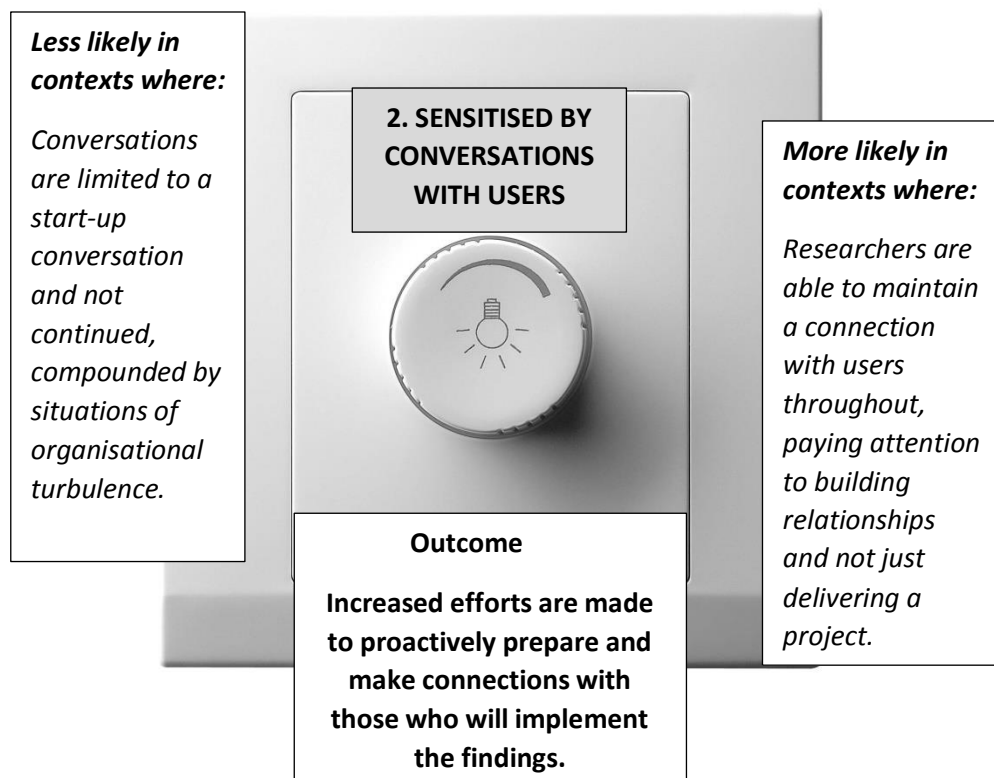 Less likely in
contexts where:
Conversations
are limited to a
start-up
conversation
and not
continued,
compounded by
situations of
organisational
turbulence.
2. SENSITISED BY
CONVERSATIONS
WITH USERS
More likely in
contexts where:
Researchers are
able to maintain
a connection
with users
throughout,
paying attention
to building
relationships
and not just
delivering a
project.
Outcome
Increased efforts are made
to proactively prepare and
make connections with
those who will implement
the findings.